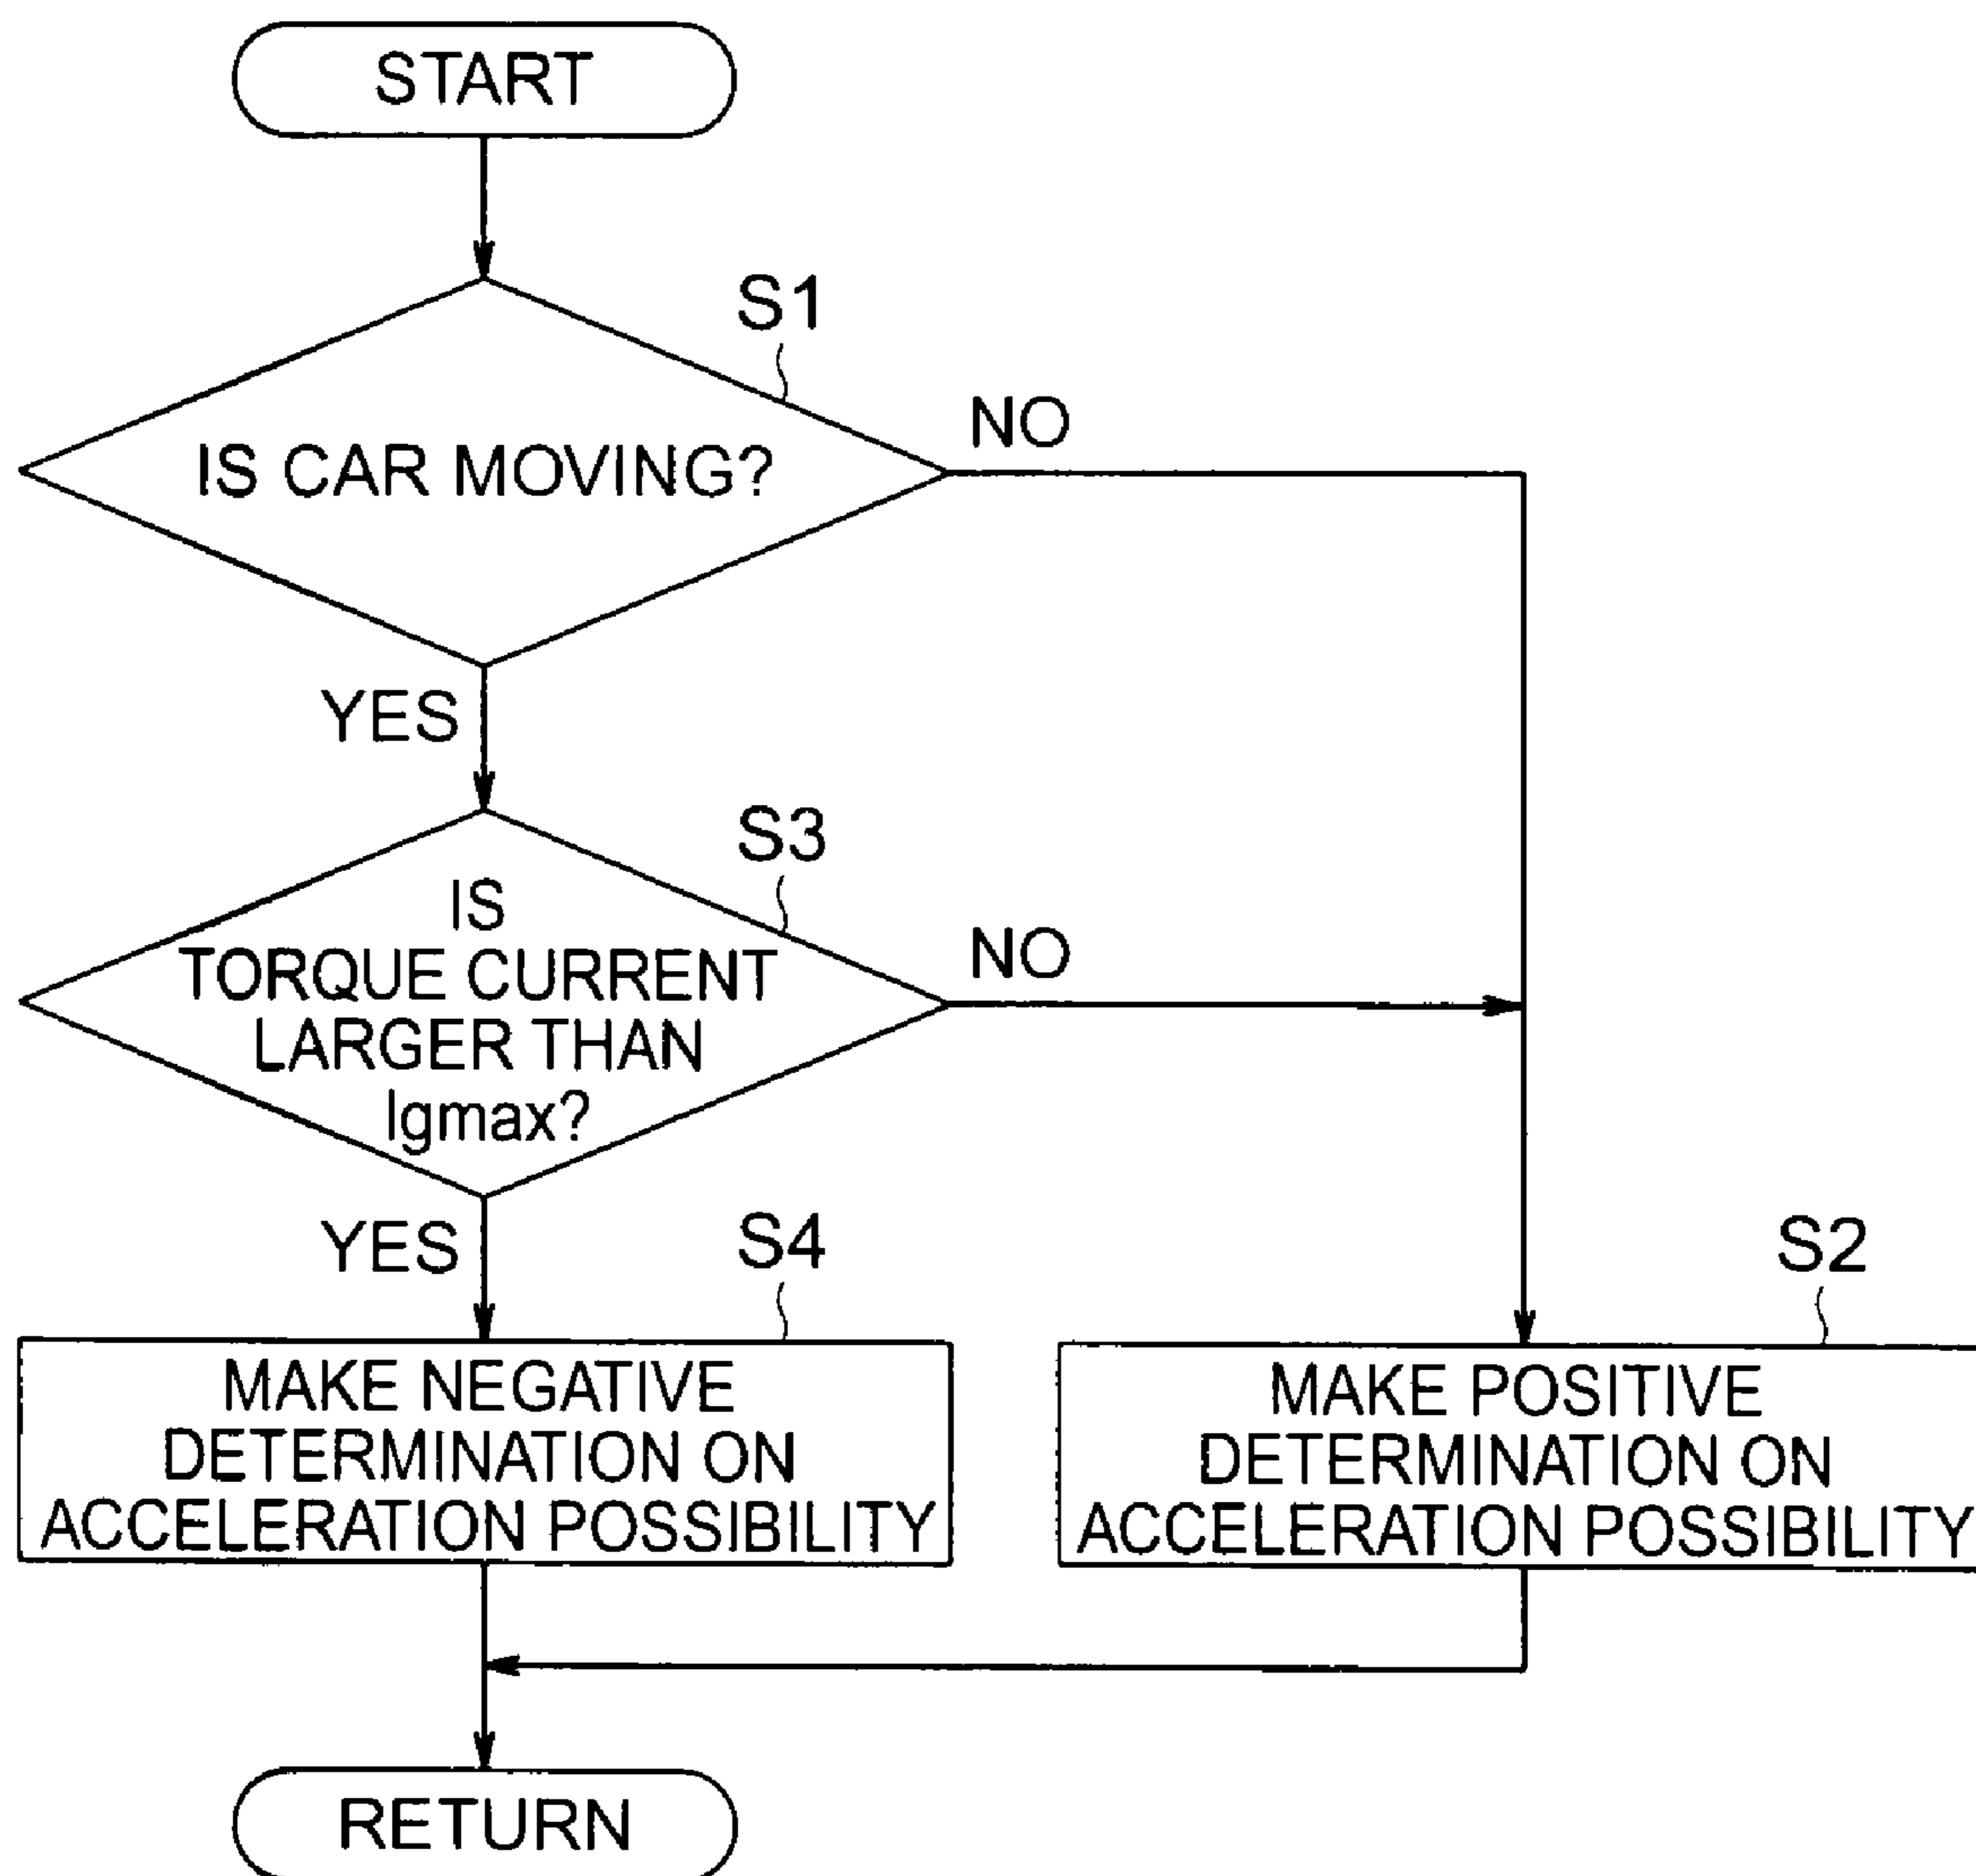 START
S1
IS CAR MOVING?
NO
YES
S3
IS
TORQUE CURRENT
LARGER THAN
Igmax?
NO
YES
S4
MAKE NEGATIVE
DETERMINATION ON
ACCELERATION POSSIBILITY
S2
MAKE POSITIVE
DETERMINATION ON
ACCELERATION POSSIBILITY
RETURN